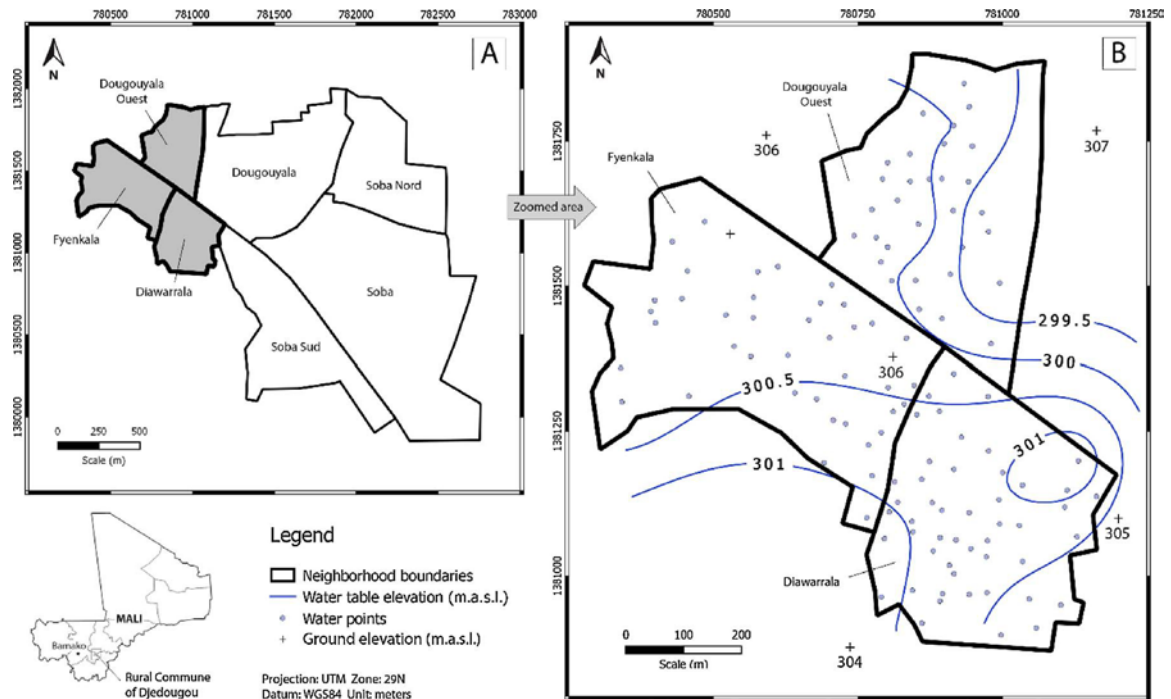 780500 781000 781500 782000 782500 783000
1382000
1381500
1381000
1380500
1380000
A
N
Dougouyala
Ouest
Dougouyala
Soba Nord
Fyenkala
Diawarrala
Soba
Soba Sud
0 250 500
Scale (m)
Zoomed area
780500 780750 781000 781250
1381750
1381500
1381250
1381000
B
N
Dougouyala
Ouest
306
307
Fyenkala
299.5
300
306
300.5
301
301
305
Diawarrala
304
0 100 200
Scale (m)
MALI
Bamako
Rural Commune
of Djedougou
Legend
Neighborhood boundaries
Water table elevation (m.a.s.l.)
Water points
Ground elevation (m.a.s.l.)
Projection: UTM Zone: 29N
Datum: WGS84 Unit: meters